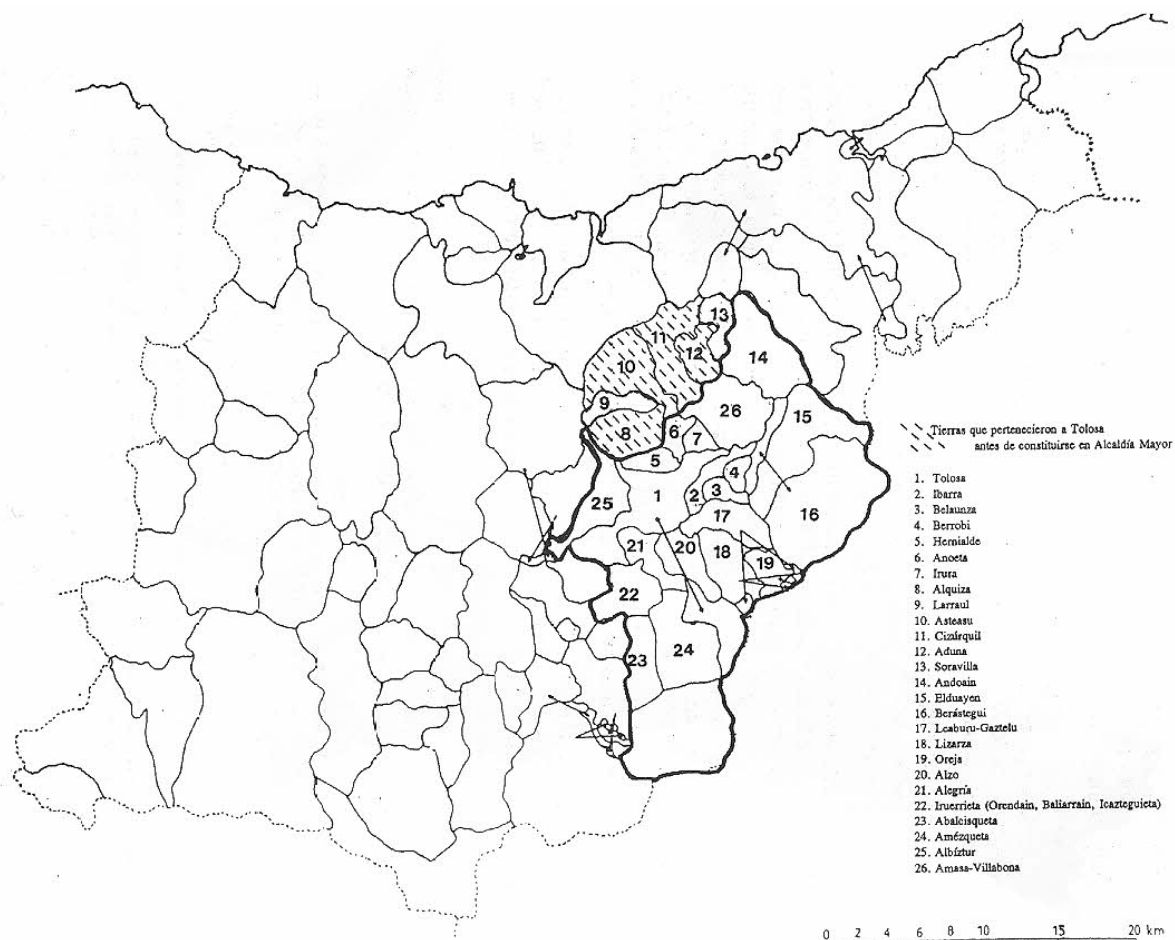 13
11
12
14
10
9
26
15
8
6
7
5
4
25
1
2
3
16
17
21
20
18
19
22
24
23
Tierras que pertenecieron a Tolosa
antes de constituirse en Alcaldía Mayor
1. Tolosa
2. Ibarra
3. Belaunza
4. Berrobi
5. Hernialde
6. Anoeta
7. Irura
8. Alquiza
9. Larraul
10. Asteasu
11. Cizúrquil
12. Aduna
13. Soravilla
14. Andoain
15. Elduayen
16. Berástegui
17. Leaburu-Gaztelu
18. Lizarza
19. Oreja
20. Alzo
21. Alegría
22. Iruerrieta (Orendain, Baliarrain, Icazteguieta)
23. Abalcisqueta
24. Amézqueta
25. Albíztur
26. Amasa-Villabona
0 2 4 6 8 10 15 20 km